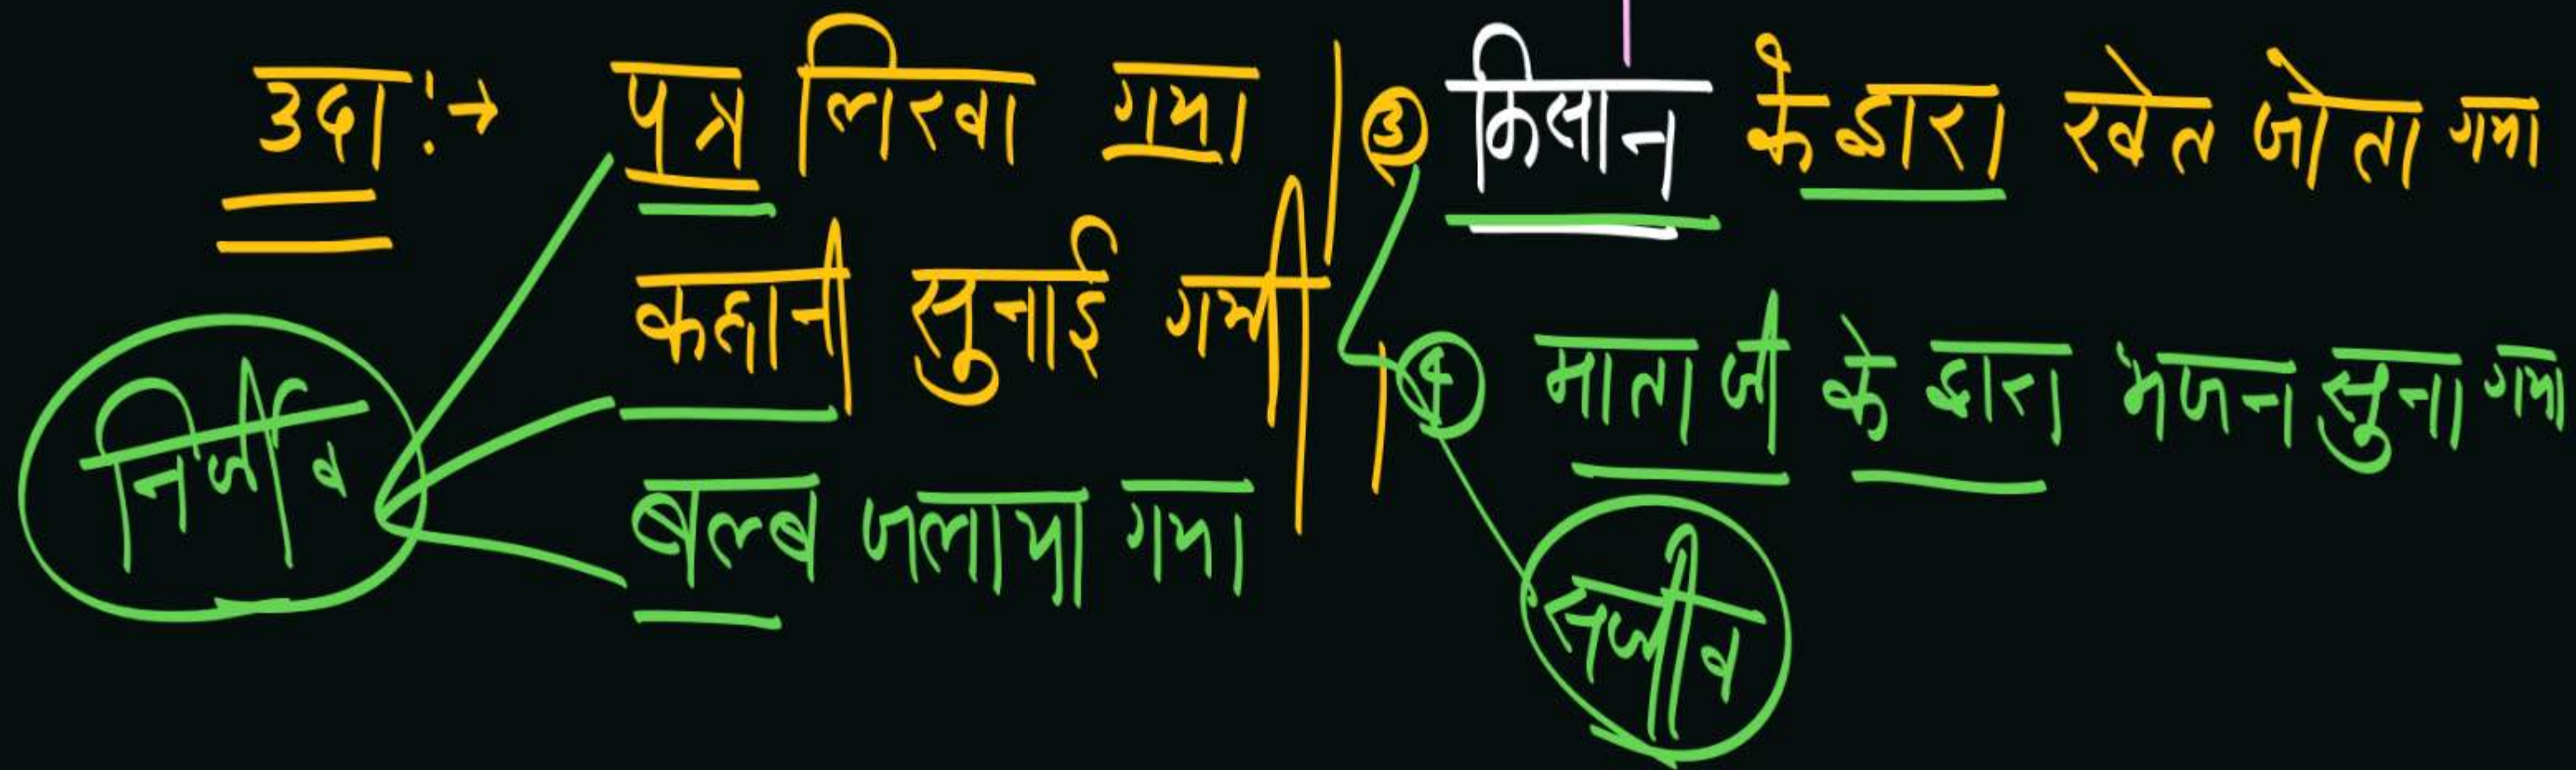 उदा :→ पत्र लिखा गया
कहानी सुनाई गयी
बल्ब जलाया गया
निर्जीव
③ किसान के द्वारा खेत जोता गया
④ माता जी के द्वारा भजन सुना गया
सजीव